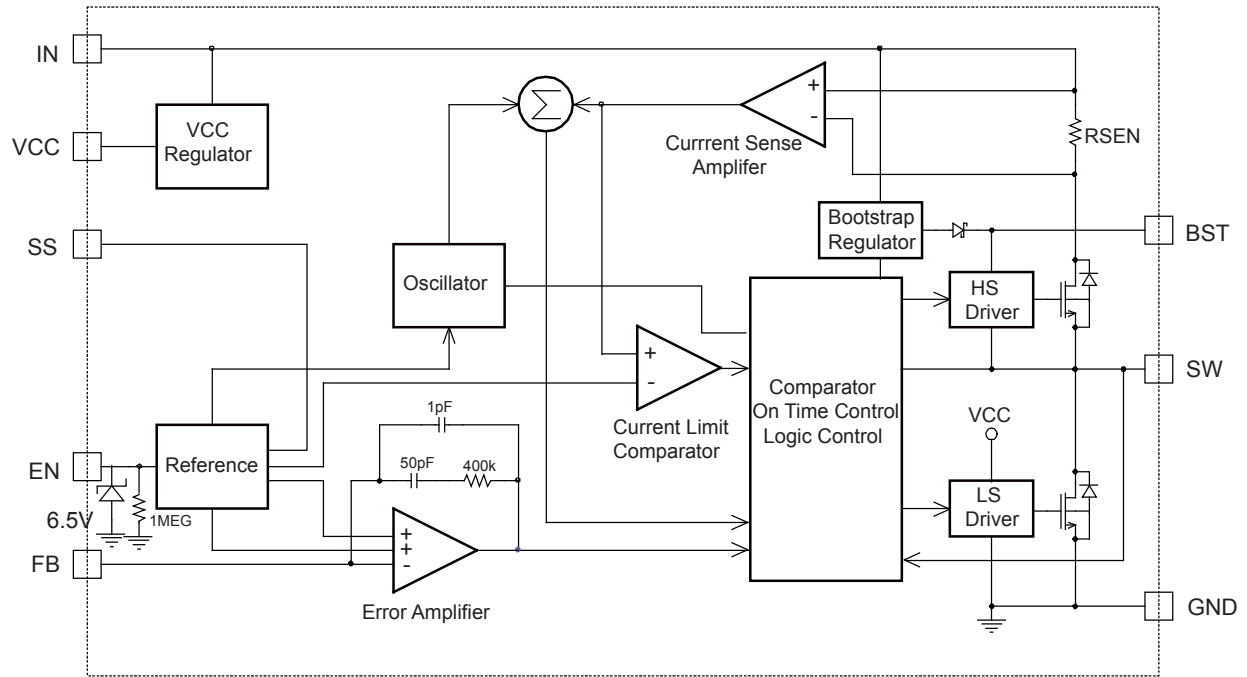 IN
VCC
VCC
Regulator
SS
Σ
+
-
Currrent Sense
Amplifer
RSEN
Bootstrap
Regulator
BST
Oscillator
HS
Driver
+
-
Current Limit
Comparator
Comparator
On Time Control
Logic Control
SW
VCC
LS
Driver
1pF
50pF
400k
EN
Reference
6.5V
1MEG
FB
+
+
-
Error Amplifier
GND